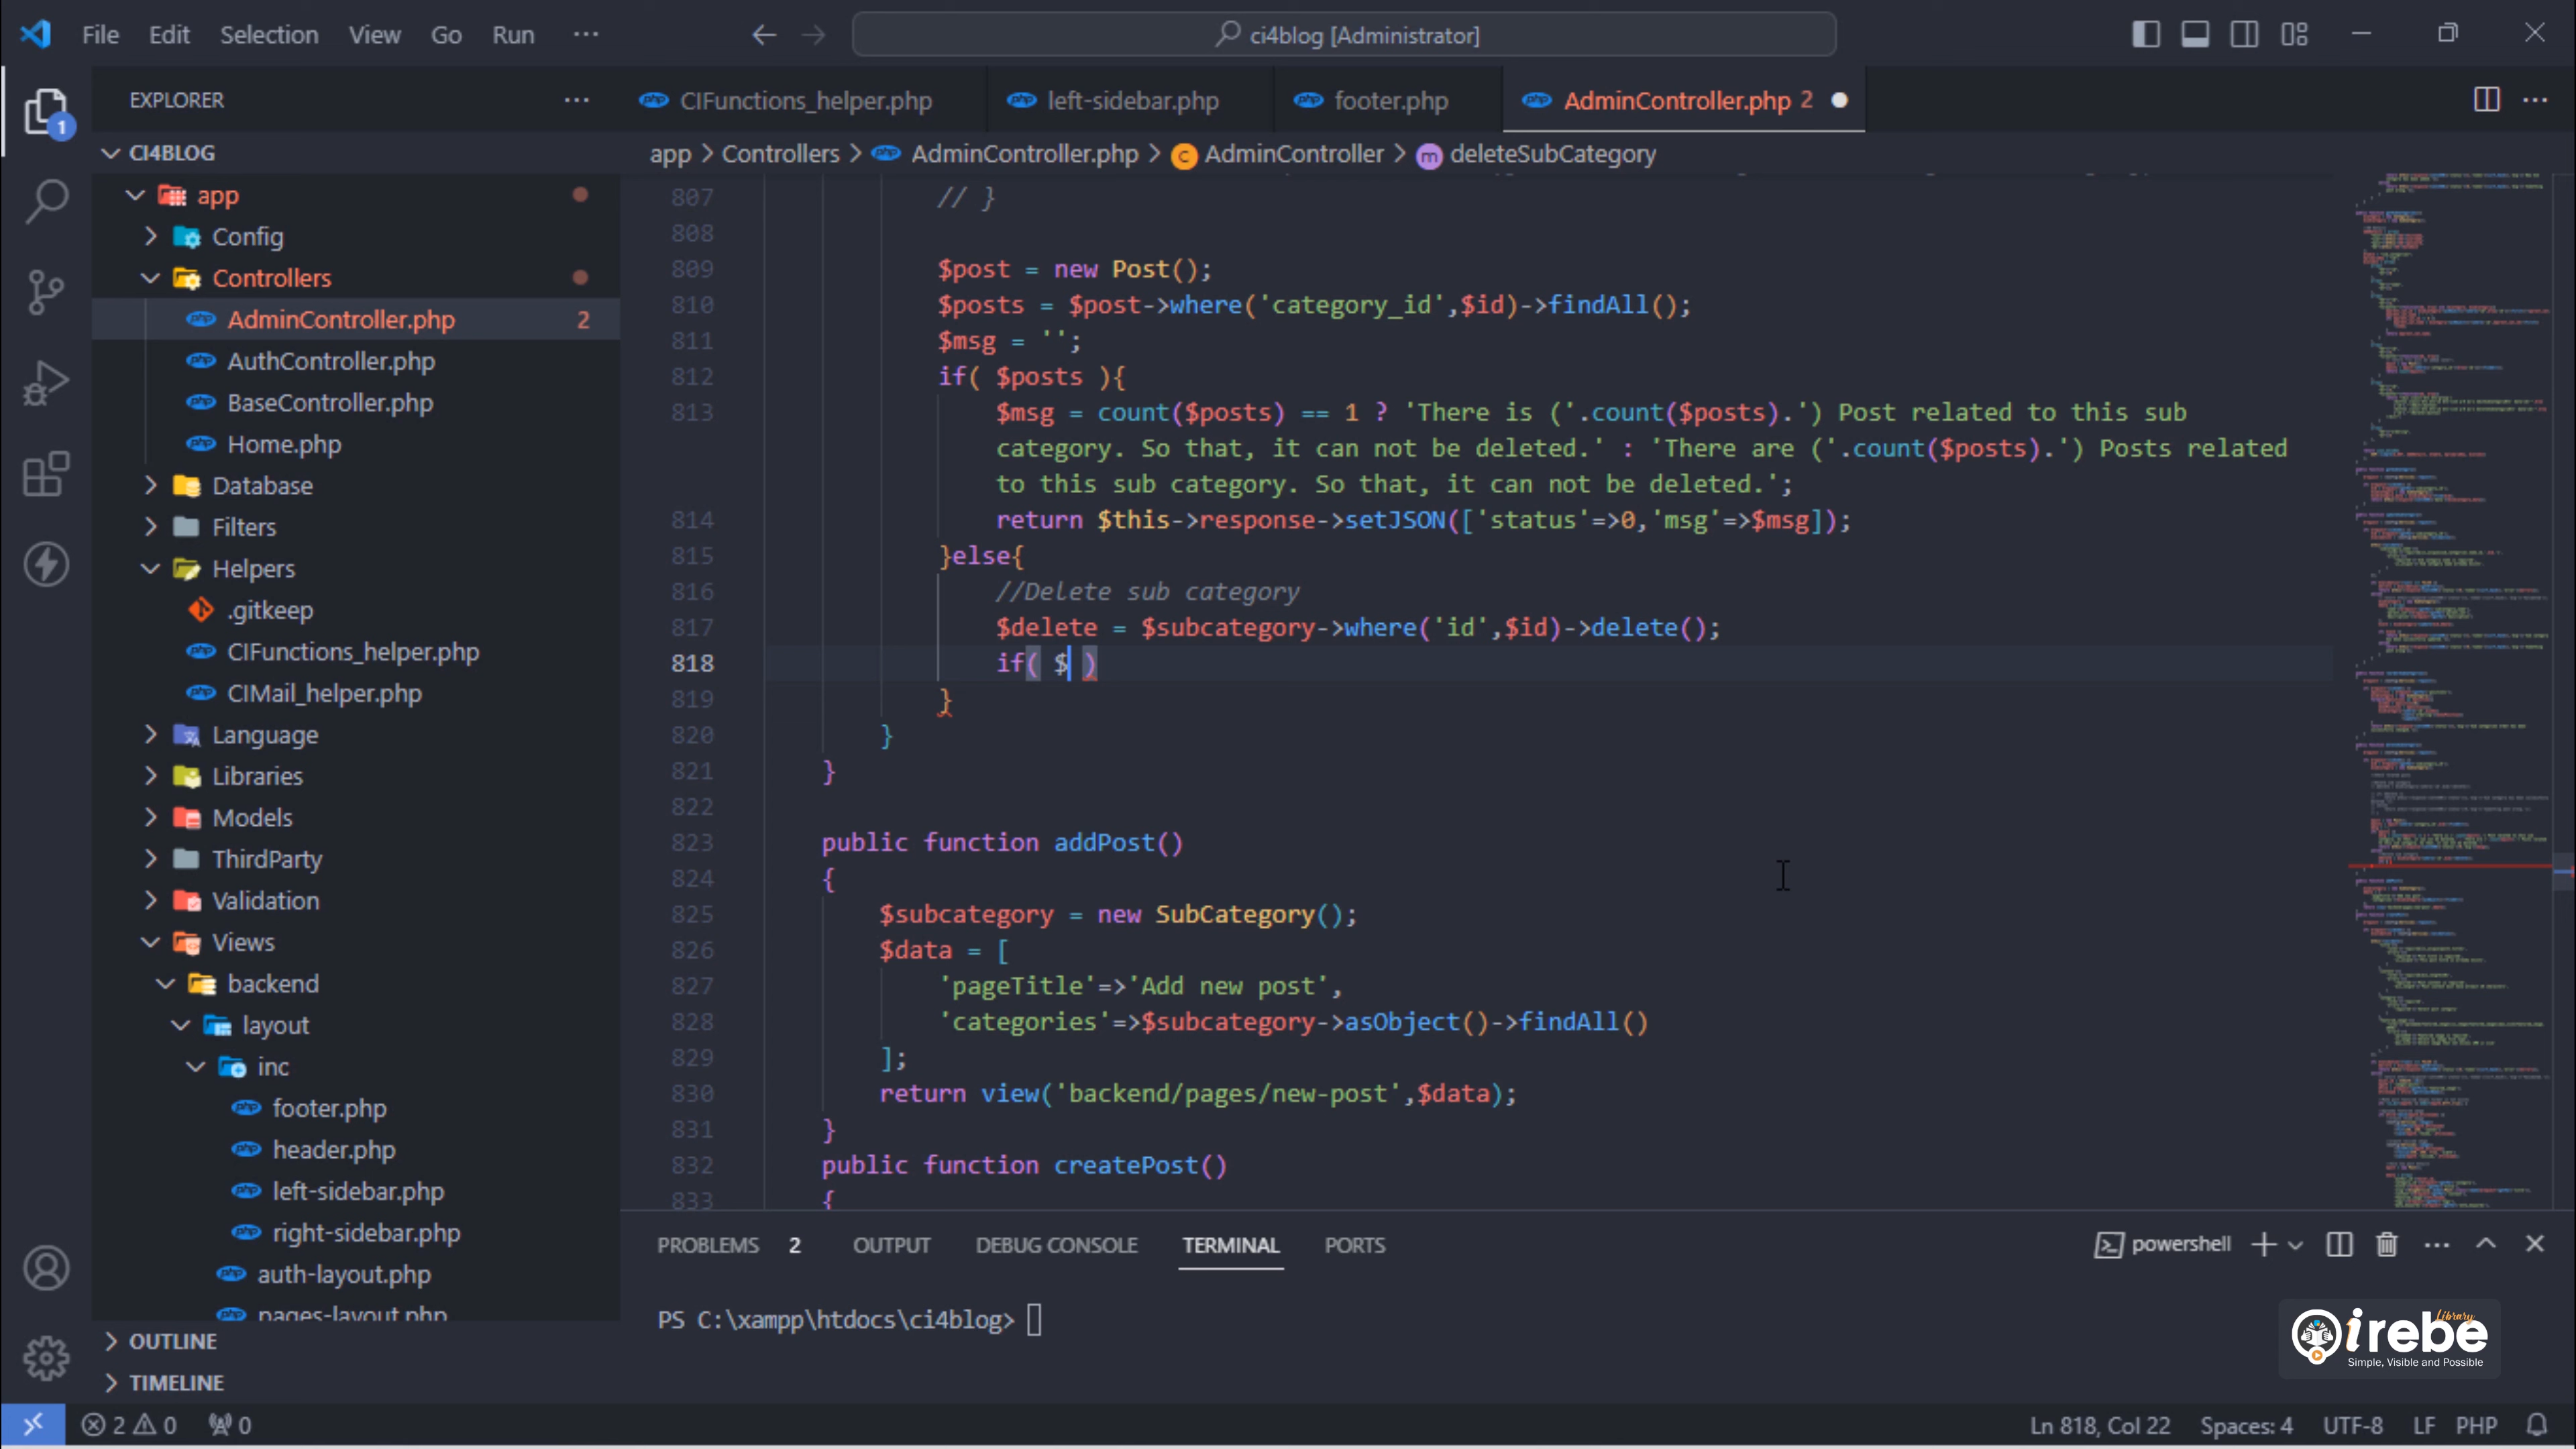 File Edit Selection View Go Run ··· ci4blog [Administrator]
EXPLORER ···
CIFunctions_helper.php left-sidebar.php footer.php AdminController.php 2
1
app > Controllers > AdminController.php > AdminController > deleteSubCategory
CI4BLOG
app
Config
Controllers
AdminController.php 2
AuthController.php
BaseController.php
Home.php
Database
Filters
Helpers
.gitkeep
CIFunctions_helper.php
CIMail_helper.php
Language
Libraries
Models
ThirdParty
Validation
Views
backend
layout
inc
footer.php
header.php
left-sidebar.php
right-sidebar.php
auth-layout.php
pages-layout.php
OUTLINE
TIMELINE
807 // }
808
809 $post = new Post();
810 $posts = $post->where('category_id',$id)->findAll();
811 $msg = '';
812 if( $posts ){
813 $msg = count($posts) == 1 ? 'There is ('.count($posts).') Post related to this sub
category. So that, it can not be deleted.' : 'There are ('.count($posts).') Posts related
to this sub category. So that, it can not be deleted.';
814 return $this->response->setJSON(['status'=>0,'msg'=>$msg]);
815 }else{
816 //Delete sub category
817 $delete = $subcategory->where('id',$id)->delete();
818 if( $ )
819 }
820 }
821 }
822
823 public function addPost()
824 {
825 $subcategory = new SubCategory();
826 $data = [
827 'pageTitle'=>'Add new post',
828 'categories'=>$subcategory->asObject()->findAll()
829 ];
830 return view('backend/pages/new-post',$data);
831 }
832 public function createPost()
833 {
PROBLEMS 2 OUTPUT DEBUG CONSOLE TERMINAL PORTS powershell
PS C:\xampp\htdocs\ci4blog>
irebe
Library
Simple, Visible and Possible
2 0 0 Ln 818, Col 22 Spaces: 4 UTF-8 LF PHP